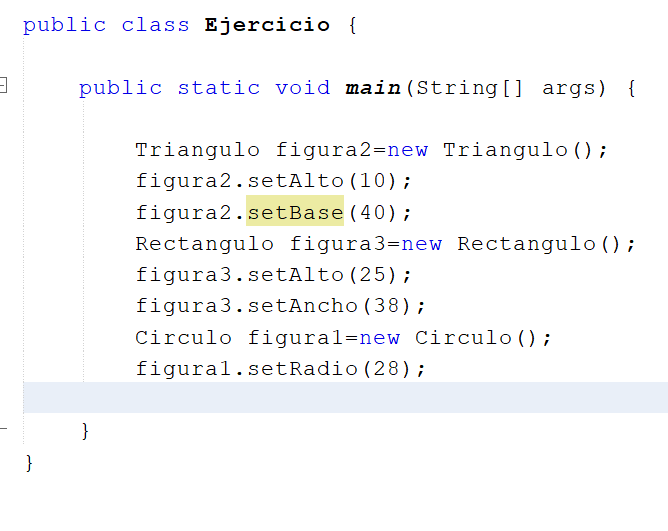 public class Ejercicio {
public static void main(String[] args) {
Triangulo figura2=new Triangulo();
figura2.setAlto(10);
figura2.setBase(40);
Rectangulo figura3=new Rectangulo();
figura3.setAlto(25);
figura3.setAncho(38);
Circulo figura1=new Circulo();
figura1.setRadio(28);
}
}